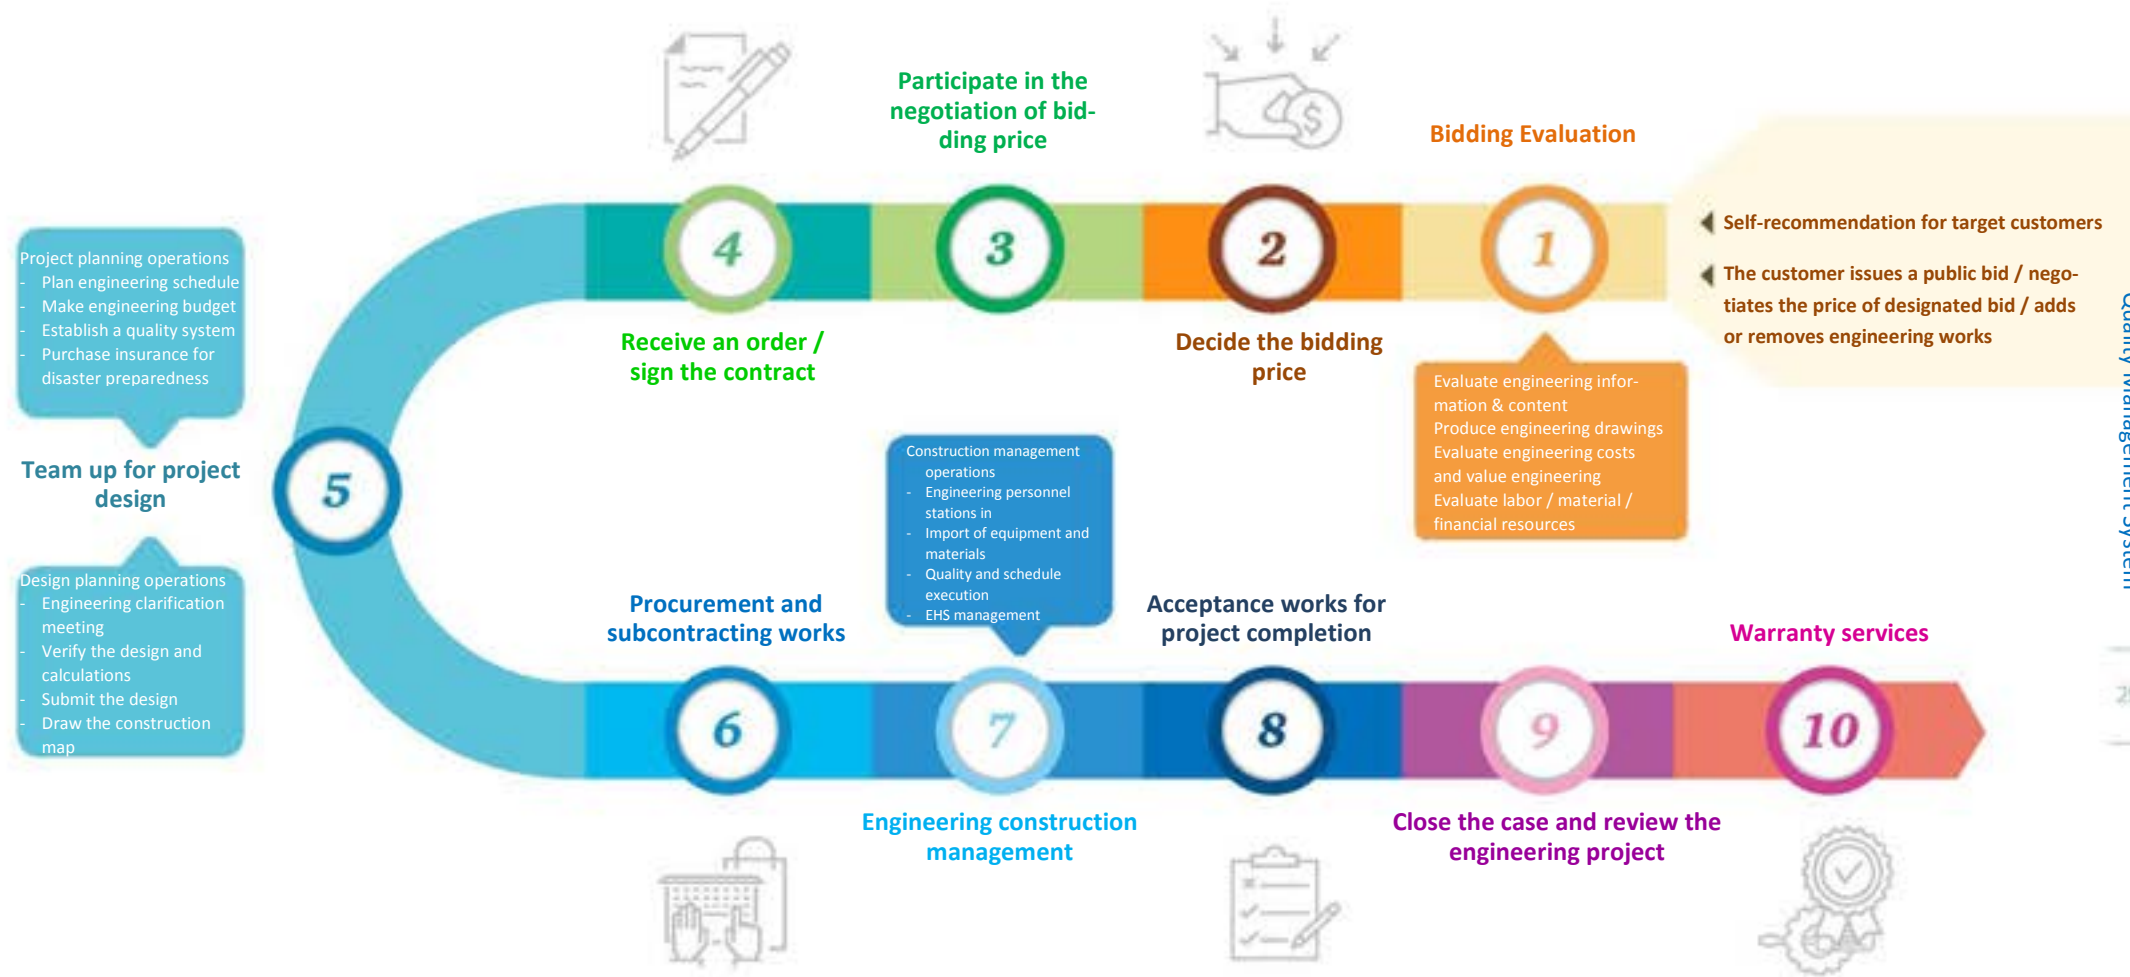 Participate in the
negotiation of bid-
ding price
Bidding Evaluation
4
3
2
1
Self-recommendation for target customers
The customer issues a public bid / nego-
tiates the price of designated bid / adds
or removes engineering works
Receive an order /
sign the contract
Decide the bidding
price
Evaluate engineering infor-
mation & content
Produce engineering drawings
Evaluate engineering costs
and value engineering
Evaluate labor / material /
financial resources
Project planning operations
- Plan engineering schedule
- Make engineering budget
- Establish a quality system
- Purchase insurance for
disaster preparedness
Team up for project
design
5
Design planning operations
- Engineering clarification
meeting
- Verify the design and
calculations
- Submit the design
- Draw the construction
map
Construction management
operations
- Engineering personnel
stations in
- Import of equipment and
materials
- Quality and schedule
execution
- EHS management
Procurement and
subcontracting works
Acceptance works for
project completion
Warranty services
6
7
8
9
10
Engineering construction
management
Close the case and review the
engineering project
$
Quality Management System